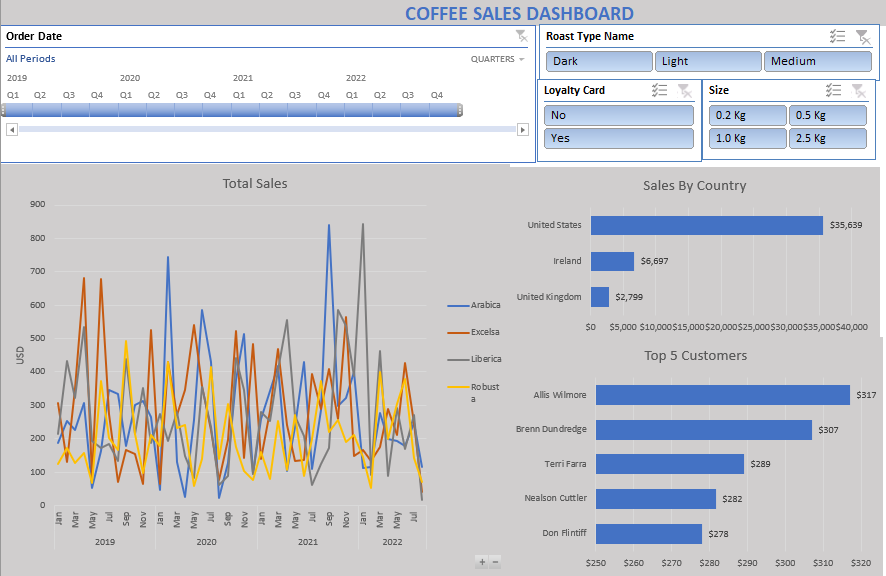 COFFEE SALES DASHBOARD
Order Date
All Periods
QUARTERS
2019 2020 2021 2022
Q1 Q2 Q3 Q4 Q1 Q2 Q3 Q4 Q1 Q2 Q3 Q4 Q1 Q2 Q3 Q4
Roast Type Name
Dark Light Medium
Loyalty Card
No
Yes
Size
0.2 Kg 0.5 Kg
1.0 Kg 2.5 Kg
Total Sales
900
800
700
600
500
400
300
200
100
0
USD
Jan Mar May Jul Sep Nov Jan Mar May Jul Sep Nov Jan Mar May Jul Sep Nov Jan Mar May Jul
2019 2020 2021 2022
Arabica
Excelsa
Liberica
Robust
a
Sales By Country
United States $35,639
Ireland $6,697
United Kingdom $2,799
$0 $5,000 $10,000 $15,000 $20,000 $25,000 $30,000 $35,000 $40,000
Top 5 Customers
Allis Wilmore $317
Brenn Dundredge $307
Terri Farra $289
Nealson Cuttler $282
Don Flintiff $278
$250 $260 $270 $280 $290 $300 $310 $320